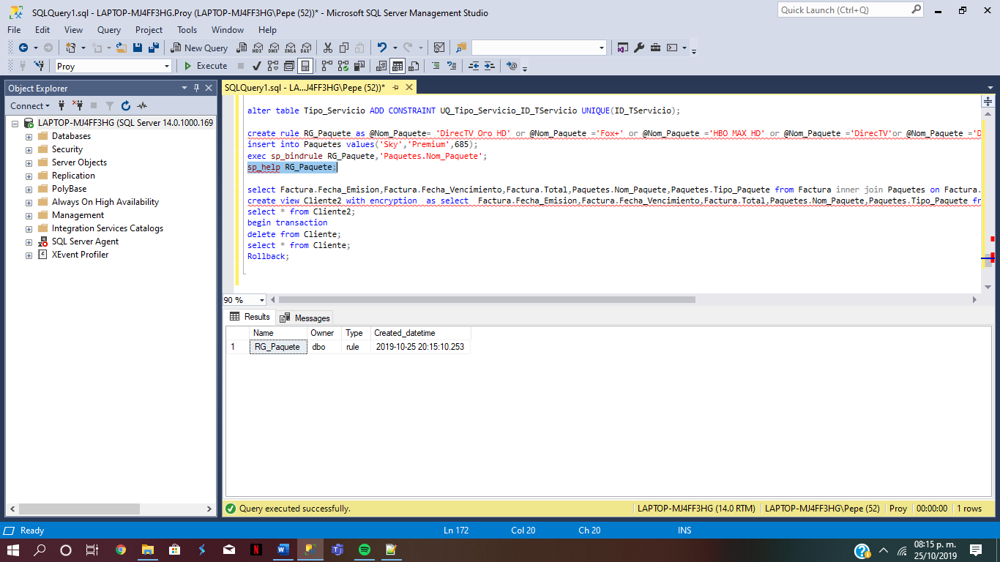 SQLQuery1.sql - LAPTOP-MJ4FF3HG.Proy (LAPTOP-MJ4FF3HG\Pepe (52))* - Microsoft SQL Server Management Studio
Quick Launch (Ctrl+Q)
File Edit View Query Project Tools Window Help
New Query MDX DMX XMLA DAX
Proy Execute
Object Explorer
SQLQuery1.sql - LA...J4FF3HG\Pepe (52))*
Connect
LAPTOP-MJ4FF3HG (SQL Server 14.0.1000.169
Databases
Security
Server Objects
Replication
PolyBase
Always On High Availability
Management
Integration Services Catalogs
SQL Server Agent
XEvent Profiler
alter table Tipo_Servicio ADD CONSTRAINT UQ_Tipo_Servicio_ID_TServicio UNIQUE(ID_TServicio);
create rule RG_Paquete as @Nom_Paquete= 'DirecTV Oro HD' or @Nom_Paquete ='Fox+' or @Nom_Paquete ='HBO MAX HD' or @Nom_Paquete ='DirecTV'or @Nom_Paquete ='D
insert into Paquetes values('Sky','Premium',685);
exec sp_bindrule RG_Paquete,'Paquetes.Nom_Paquete';
sp_help RG_Paquete;
select Factura.Fecha_Emision,Factura.Fecha_Vencimiento,Factura.Total,Paquetes.Nom_Paquete,Paquetes.Tipo_Paquete from Factura inner join Paquetes on Factura.
create view Cliente2 with encryption as select Factura.Fecha_Emision,Factura.Fecha_Vencimiento,Factura.Total,Paquetes.Nom_Paquete,Paquetes.Tipo_Paquete fr
select * from Cliente2;
begin transaction
delete from Cliente;
select * from Cliente;
Rollback;
90 %
Results Messages
Name Owner Type Created_datetime
1 RG_Paquete dbo rule 2019-10-25 20:15:10.253
Query executed successfully. LAPTOP-MJ4FF3HG (14.0 RTM) LAPTOP-MJ4FF3HG\Pepe (52) Proy 00:00:00 1 rows
Ready Ln 172 Col 20 Ch 20 INS
08:15 p. m.
25/10/2019